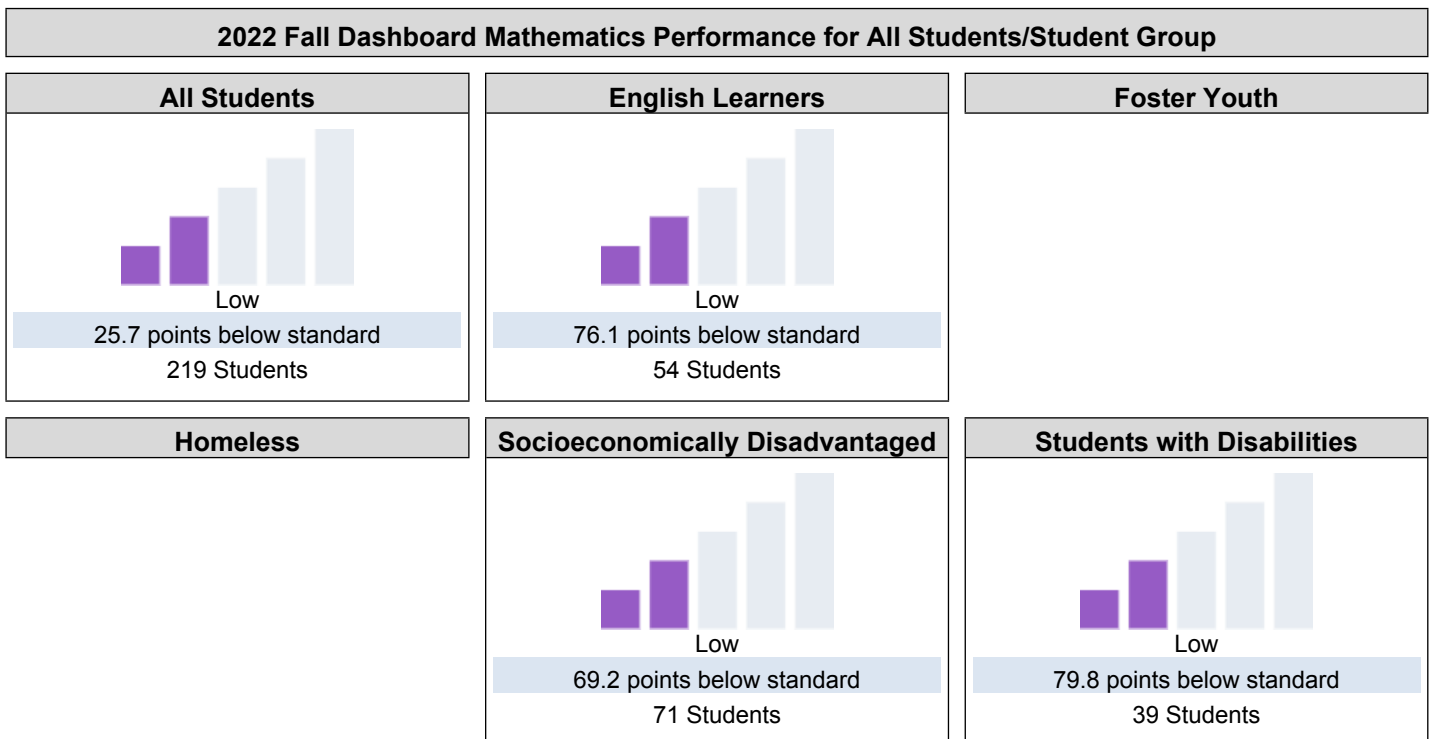 2022 Fall Dashboard Mathematics Performance for All Students/Student Group
All Students
Low
25.7 points below standard
219 Students
English Learners
Low
76.1 points below standard
54 Students
Foster Youth
Homeless
Socioeconomically Disadvantaged
Low
69.2 points below standard
71 Students
Students with Disabilities
Low
79.8 points below standard
39 Students